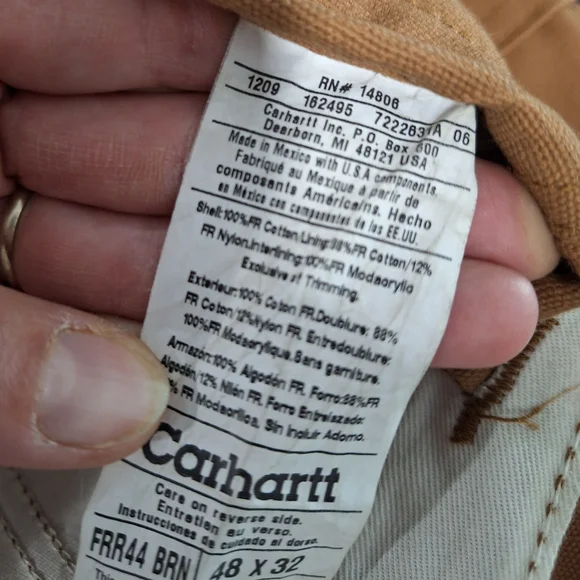 RN# 14806
1209 162495 7222837A 06
Carhartt Inc. P.O. Box 600
Dearborn, MI 48121 USA
Made in Mexico with U.S.A components.
Fabriqué au Mexique à partir de
composants Américains. Hecho
en México con componentes de los EE.UU.
Shell:100%FR Cotton.Lining:88%FR Cotton/12%
FR Nylon.Interlining:100%FR Modacrylic
Exclusive of Trimming.
Exterieur:100% Coton FR.Doublure: 88%
FR Coton/12%Nylon FR. Entredoublure:
100%FR Modacrylique.Sans garniture.
Armazón:100% Algodón FR. Forro:88%FR
Algodón/12% Nilón FR. Forro Entrelazado:
% FR Modacrílica. Sin Incluir Adorno.
Carhartt
Care on reverse side.
Entretien au verso.
Instrucciones de cuidado al dorso.
FRR44 BRN 48 X 32
This